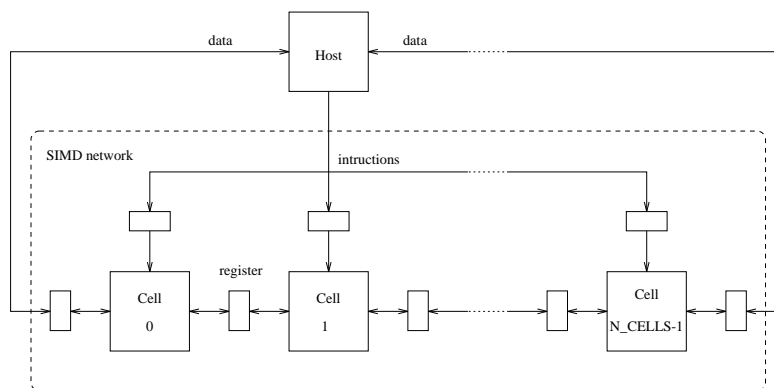 data
Host
data
SIMD network
intructions
register
Cell
0
Cell
1
Cell
N_CELLS-1